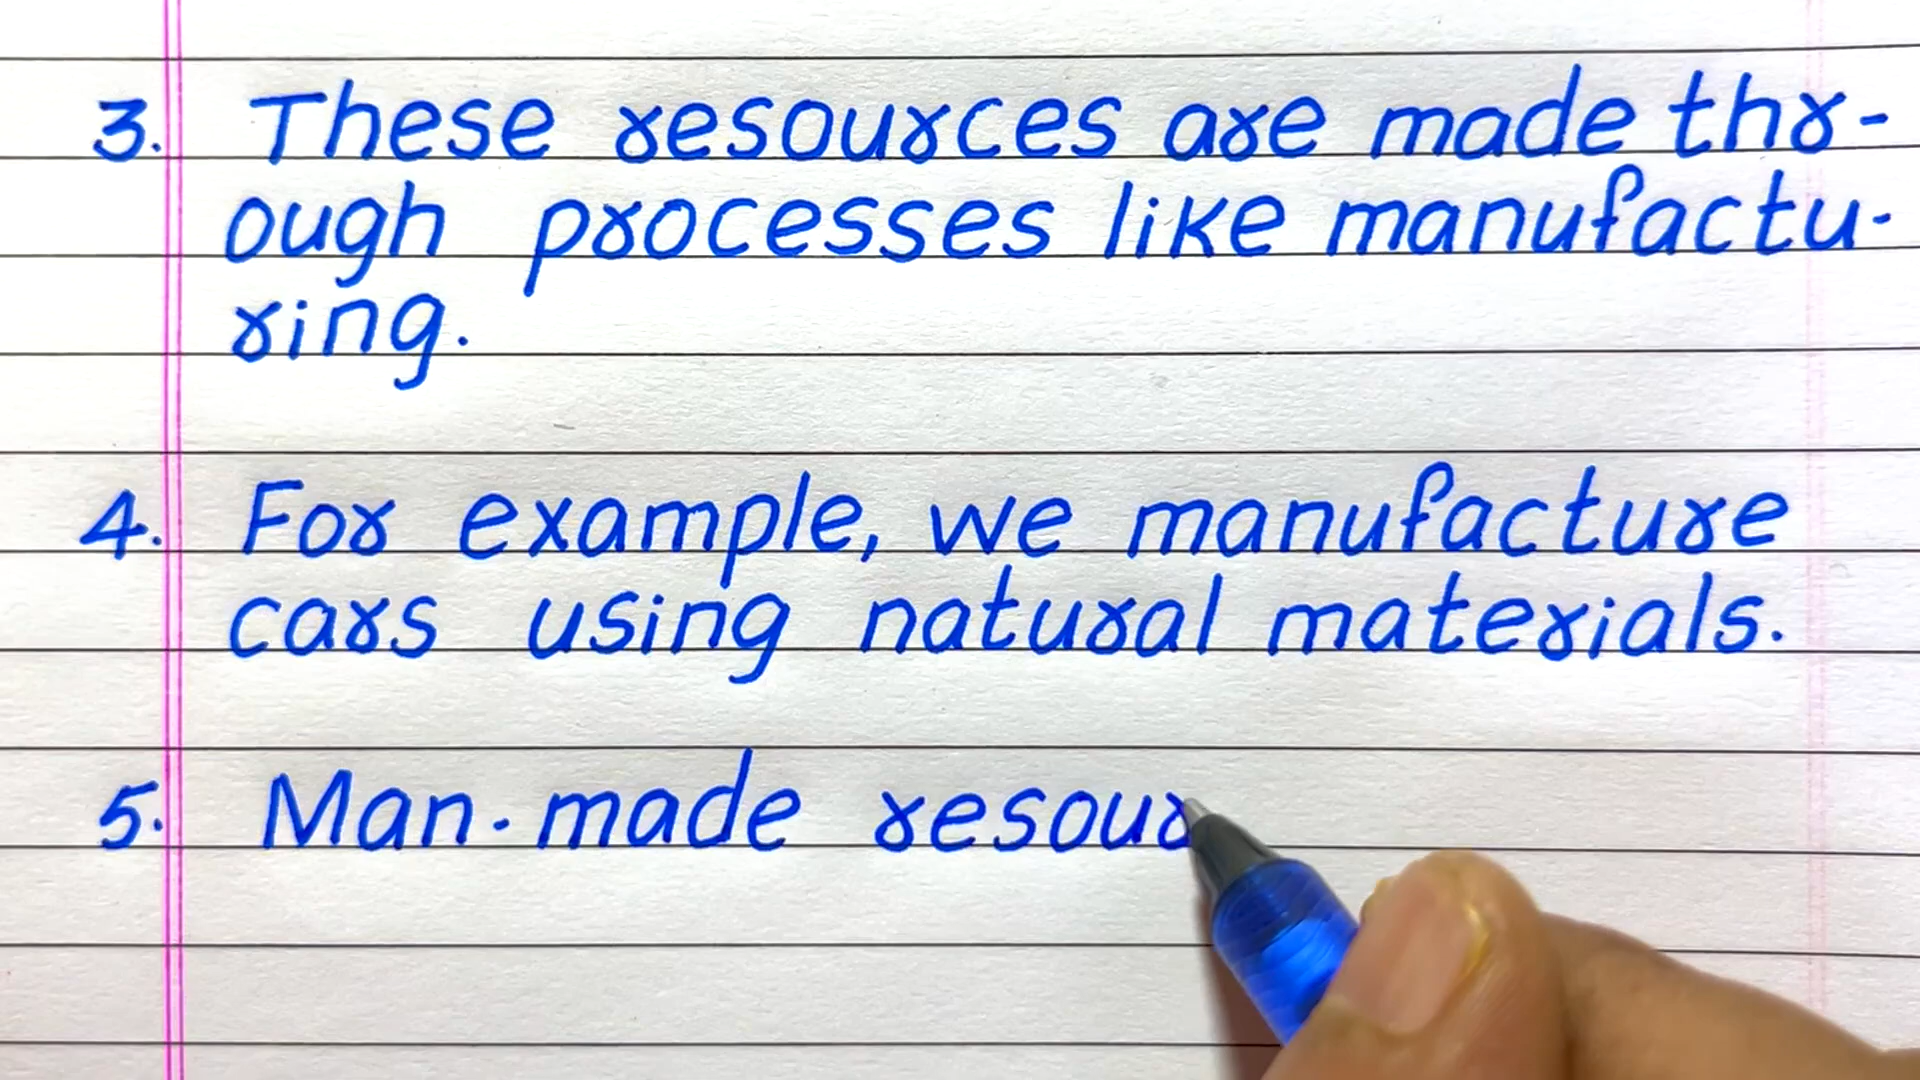 3. These resources are made thr-
ough processes like manufactu-
ring.
4. For example, we manufacture
cars using natural materials.
5. Man-made resour